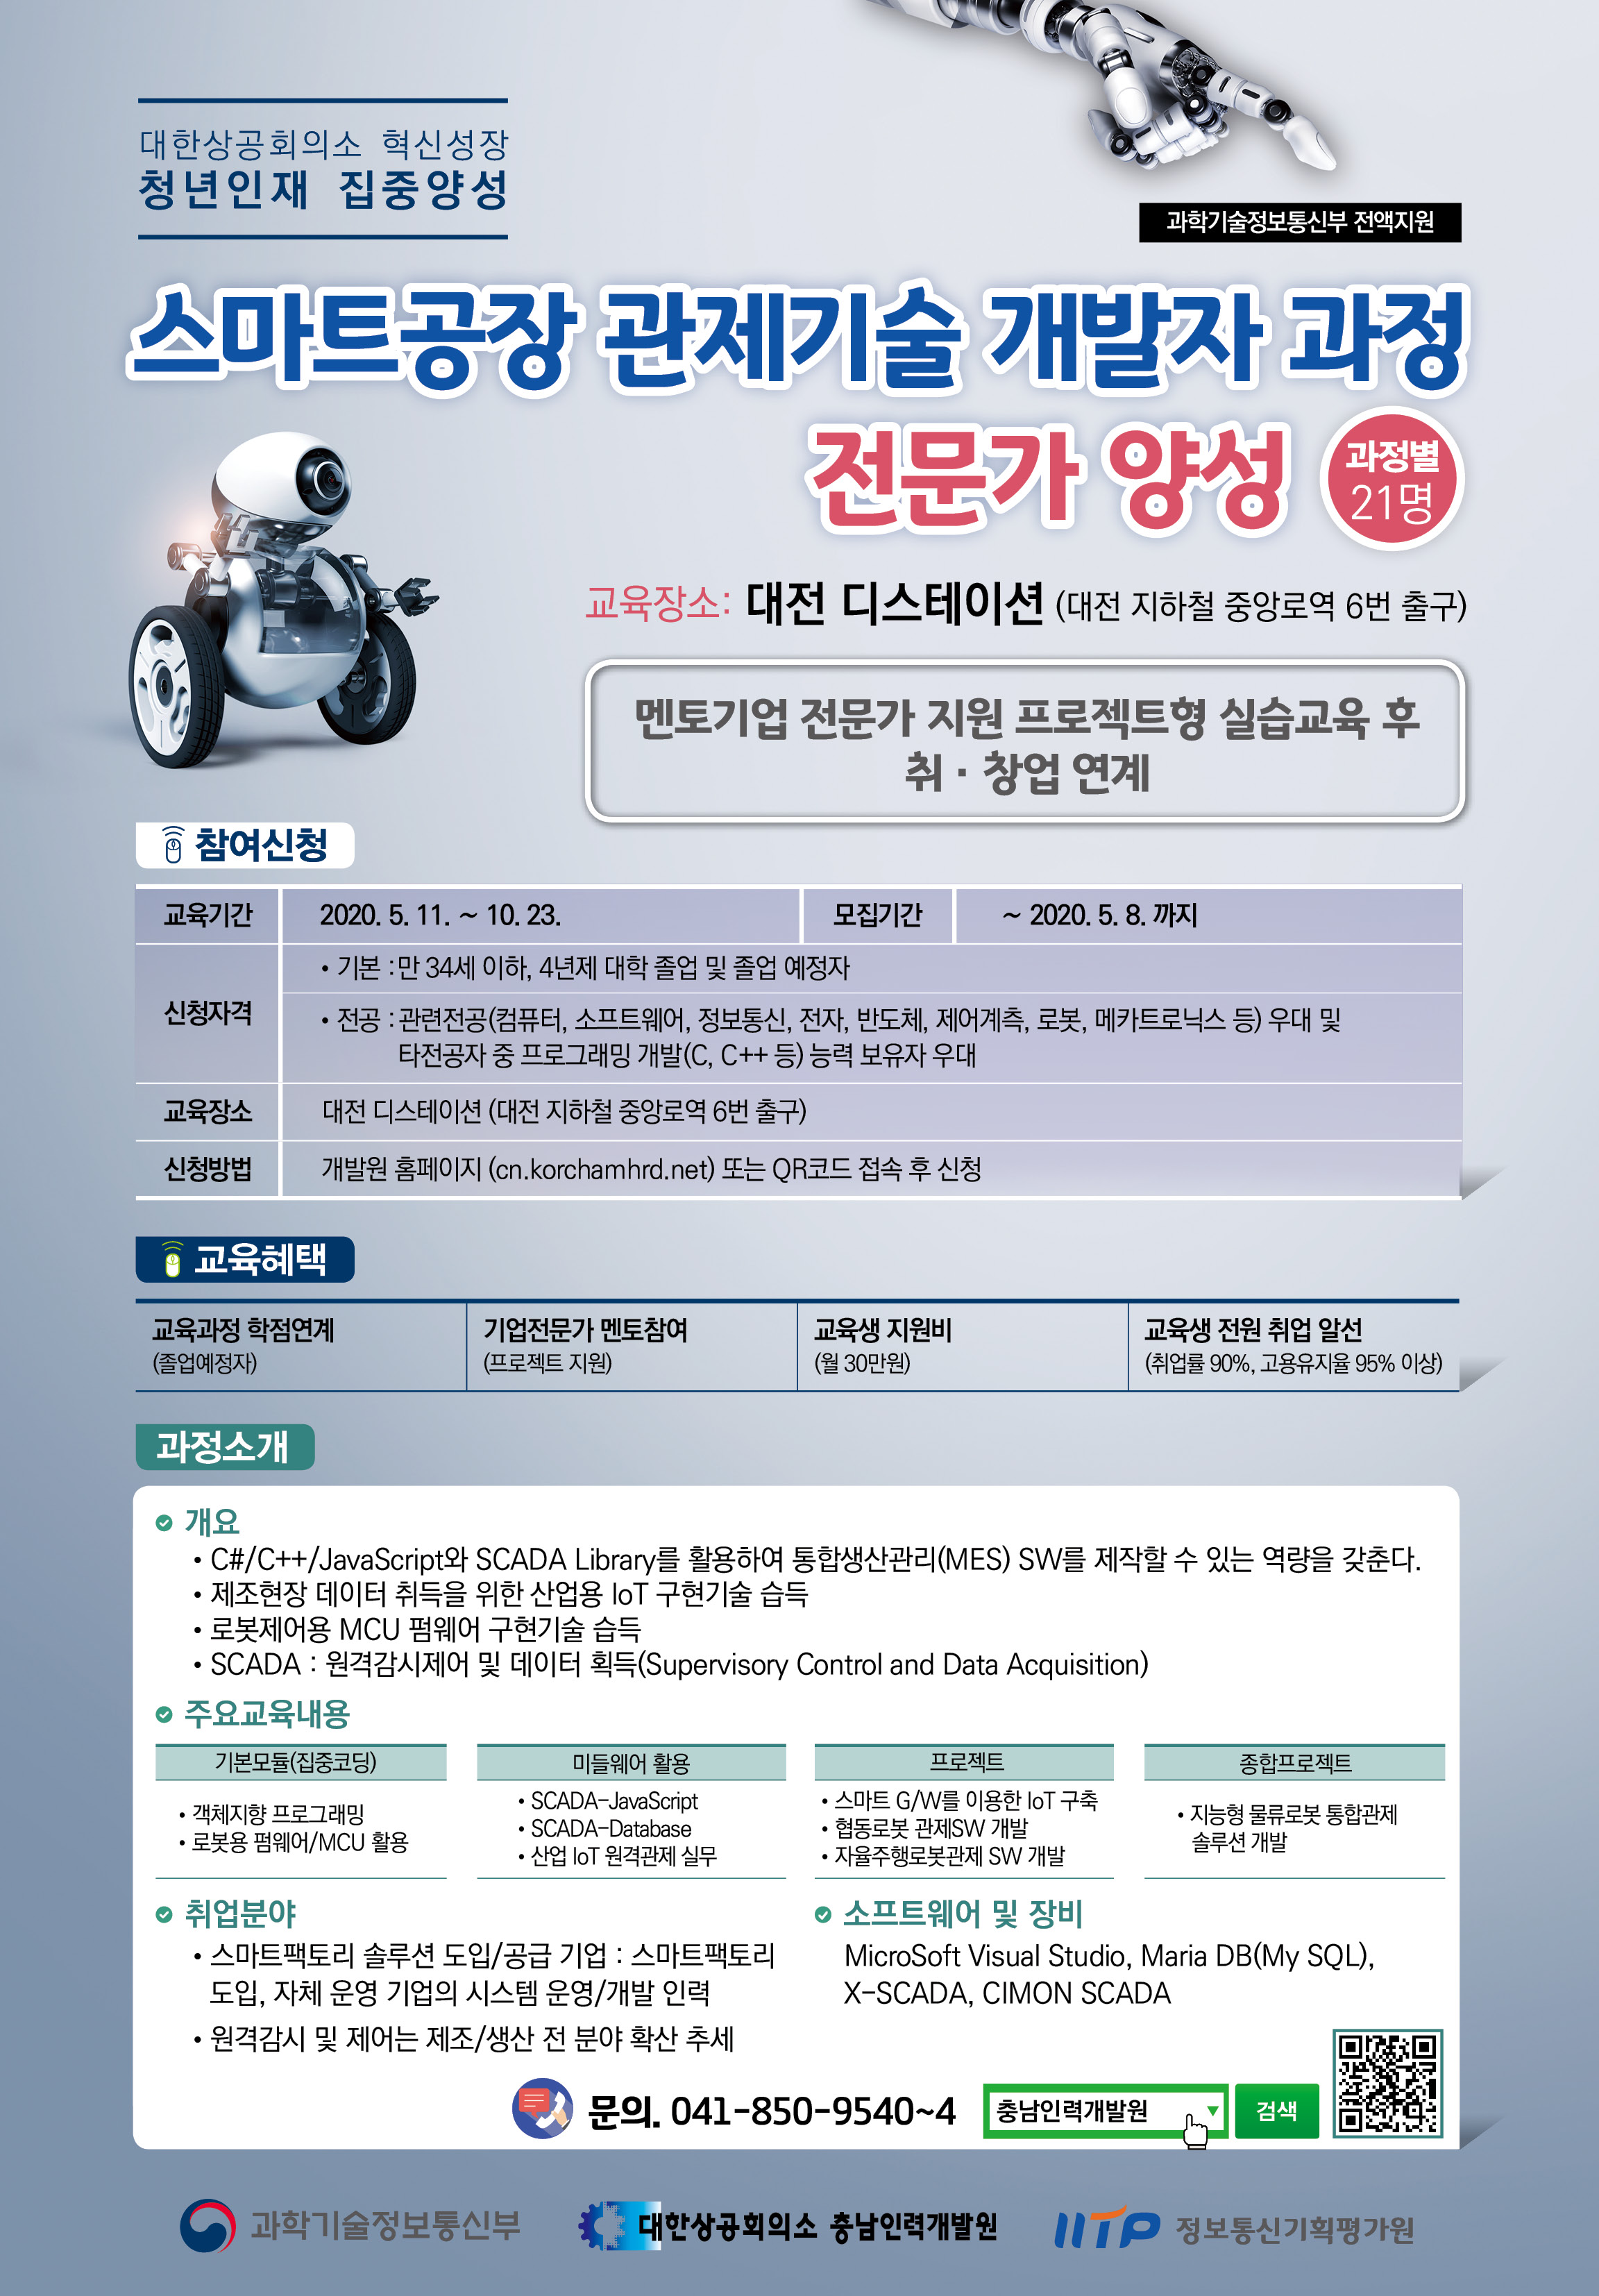 대한상공회의소 혁신성장
청년인재 집중양성
과학기술정보통신부 전액지원
스마트공장 관제기술 개발자 과정
전문가 양성
과정별
21명
교육장소: 대전 디스테이션 (대전 지하철 중앙로역 6번 출구)
멘토기업 전문가 지원 프로젝트형 실습교육 후
취 · 창업 연계
참여신청
교육기간 2020. 5. 11. ~ 10. 23. 모집기간 ~ 2020. 5. 8. 까지
신청자격
• 기본 : 만 34세 이하, 4년제 대학 졸업 및 졸업 예정자
• 전공 : 관련전공(컴퓨터, 소프트웨어, 정보통신, 전자, 반도체, 제어계측, 로봇, 메카트로닉스 등) 우대 및
타전공자 중 프로그래밍 개발(C, C++ 등) 능력 보유자 우대
교육장소 대전 디스테이션 (대전 지하철 중앙로역 6번 출구)
신청방법 개발원 홈페이지 (cn.korchamhrd.net) 또는 QR코드 접속 후 신청
교육혜택
교육과정 학점연계
(졸업예정자)
기업전문가 멘토참여
(프로젝트 지원)
교육생 지원비
(월 30만원)
교육생 전원 취업 알선
(취업률 90%, 고용유지율 95% 이상)
과정소개
개요
• C#/C++/JavaScript와 SCADA Library를 활용하여 통합생산관리(MES) SW를 제작할 수 있는 역량을 갖춘다.
• 제조현장 데이터 취득을 위한 산업용 IoT 구현기술 습득
• 로봇제어용 MCU 펌웨어 구현기술 습득
• SCADA : 원격감시제어 및 데이터 획득(Supervisory Control and Data Acquisition)
주요교육내용
기본모듈(집중코딩)
• 객체지향 프로그래밍
• 로봇용 펌웨어/MCU 활용
미들웨어 활용
• SCADA-JavaScript
• SCADA-Database
• 산업 IoT 원격관제 실무
프로젝트
• 스마트 G/W를 이용한 IoT 구축
• 협동로봇 관제SW 개발
• 자율주행로봇관제 SW 개발
종합프로젝트
• 지능형 물류로봇 통합관제
솔루션 개발
취업분야
• 스마트팩토리 솔루션 도입/공급 기업 : 스마트팩토리
도입, 자체 운영 기업의 시스템 운영/개발 인력
• 원격감시 및 제어는 제조/생산 전 분야 확산 추세
소프트웨어 및 장비
MicroSoft Visual Studio, Maria DB(My SQL),
X-SCADA, CIMON SCADA
문의. 041-850-9540~4
충남인력개발원 검색
과학기술정보통신부
대한상공회의소 충남인력개발원
IITP 정보통신기획평가원